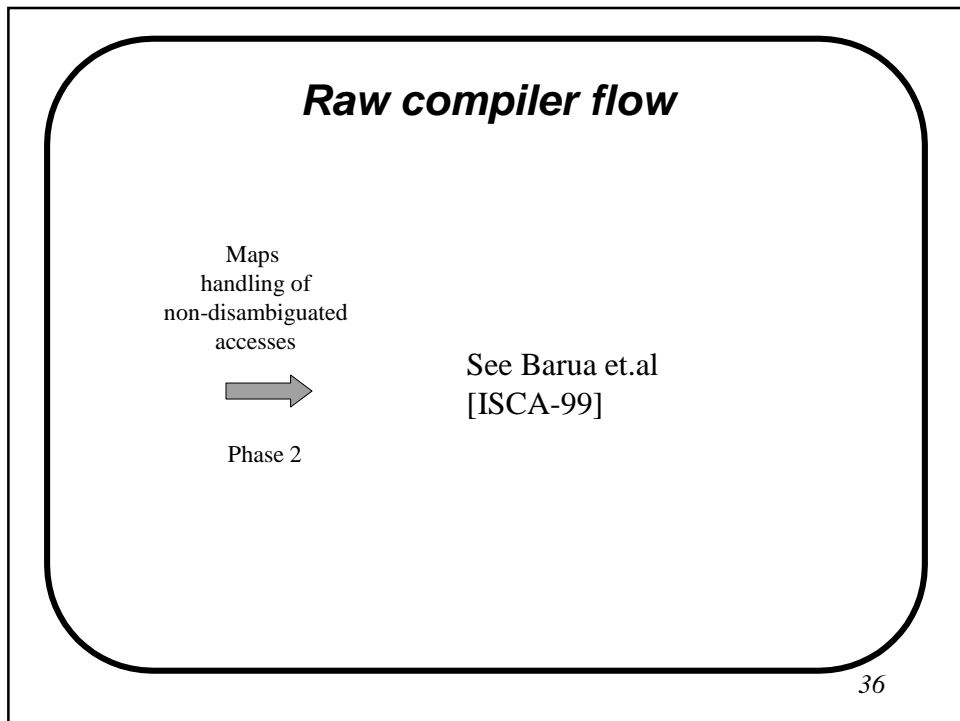 Raw compiler flow
Maps
handling of
non-disambiguated
accesses
Phase 2
See Barua et.al
[ISCA-99]
36